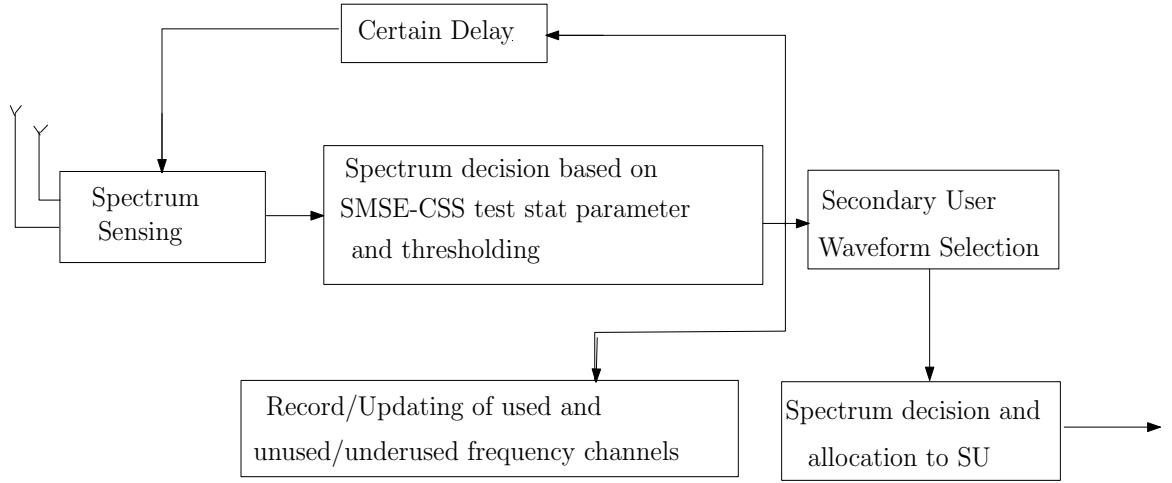 Certain Delay
Spectrum
Sensing
Spectrum decision based on
SMSE-CSS test stat parameter
and thresholding
Secondary User
Waveform Selection
Record/Updating of used and
unused/underused frequency channels
Spectrum decision and
allocation to SU